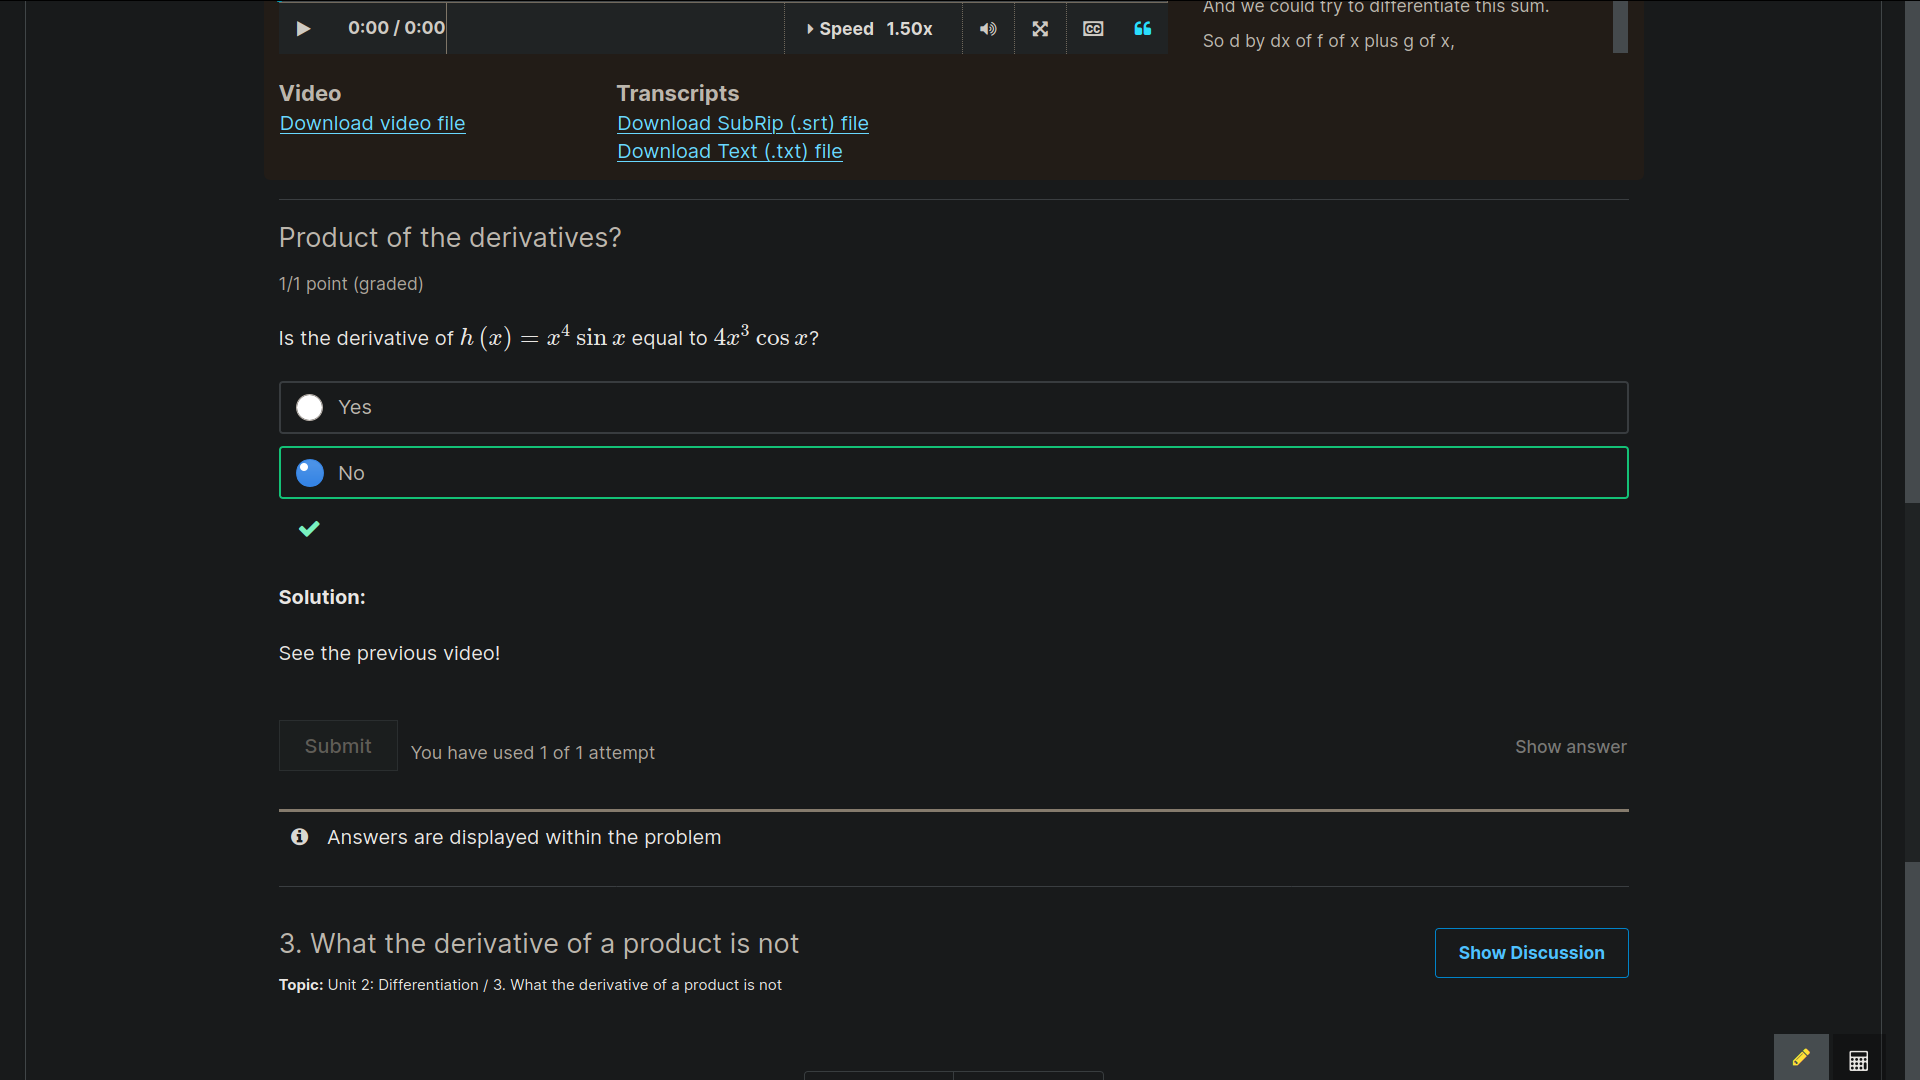 And we could try to differentiate this sum.
0:00 / 0:00 Speed 1.50x CC
So d by dx of f of x plus g of x,
Video Transcripts
Download video file Download SubRip (.srt) file
Download Text (.txt) file
Product of the derivatives?
1/1 point (graded)
Is the derivative of h (x) = x⁴ sin x equal to 4x³ cos x?
Yes
No
Solution:
See the previous video!
Submit You have used 1 of 1 attempt Show answer
Answers are displayed within the problem
3. What the derivative of a product is not
Show Discussion
Topic: Unit 2: Differentiation / 3. What the derivative of a product is not